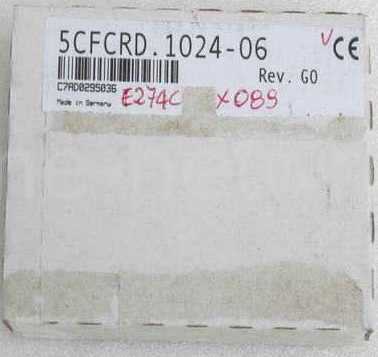 5CFCRD.1024-06
V CE
Rev. G0
C7AD0295036
Made in Germany
E274C X089